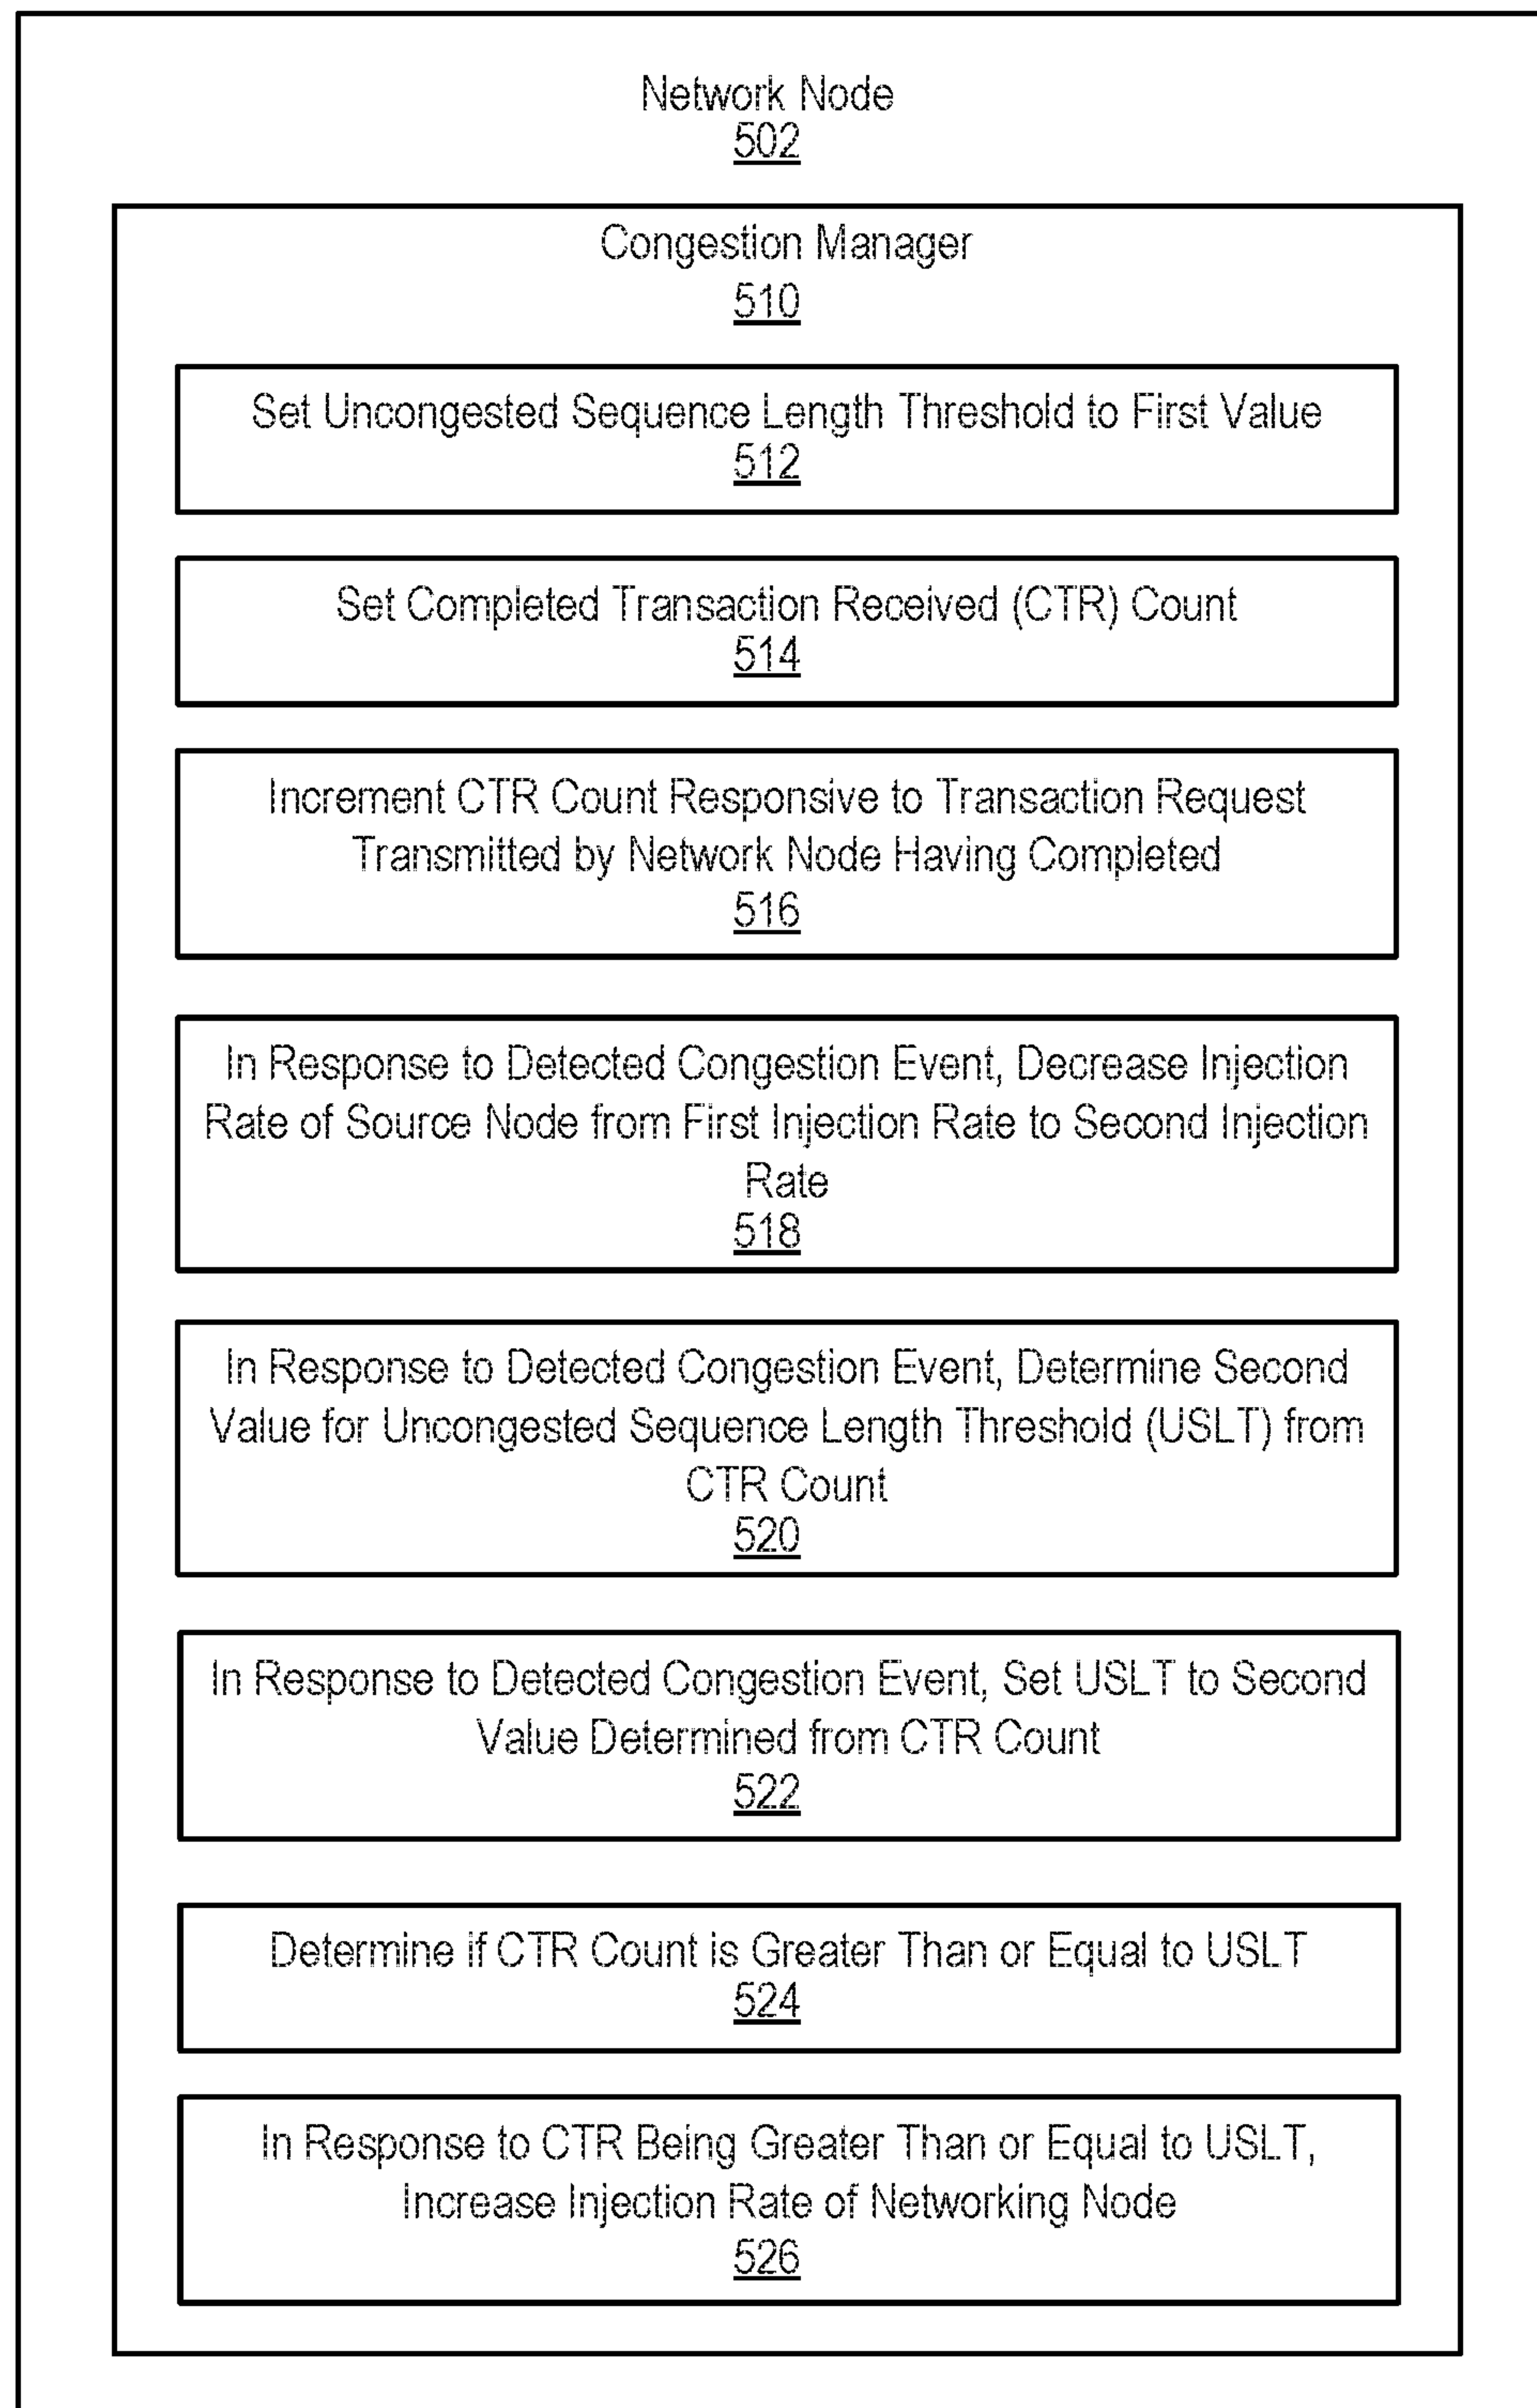 Network Node
502
Congestion Manager
510
Set Uncongested Sequence Length Threshold to First Value
512
Set Completed Transaction Received (CTR) Count
514
Increment CTR Count Responsive to Transaction Request
Transmitted by Network Node Having Completed
516
In Response to Detected Congestion Event, Decrease Injection
Rate of Source Node from First Injection Rate to Second Injection
Rate
518
In Response to Detected Congestion Event, Determine Second
Value for Uncongested Sequence Length Threshold (USLT) from
CTR Count
520
In Response to Detected Congestion Event, Set USLT to Second
Value Determined from CTR Count
522
Determine if CTR Count is Greater Than or Equal to USLT
524
In Response to CTR Being Greater Than or Equal to USLT,
Increase Injection Rate of Networking Node
526